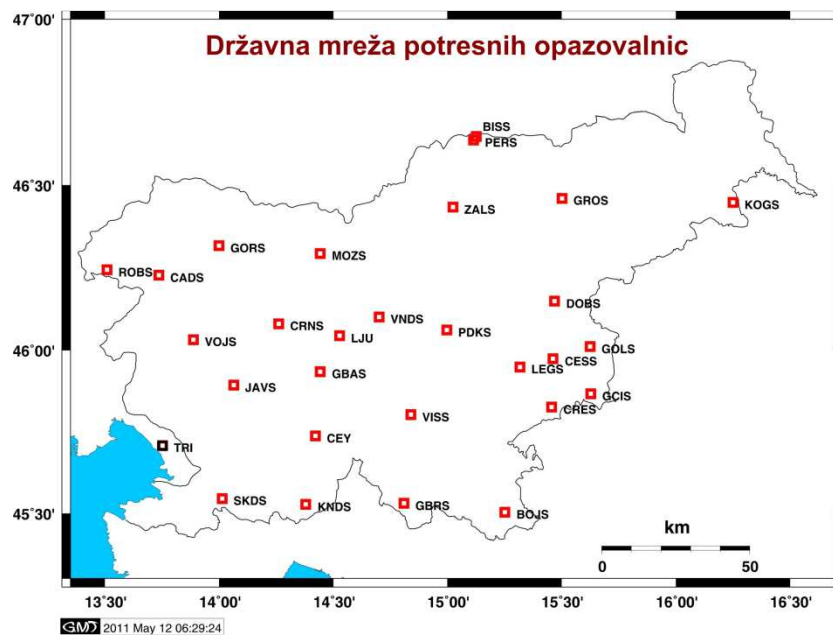 Državna mreža potresnih opazovalnic
47˚00'
46˚30'
46˚00'
45˚30'
BISS
PERS
ZALS
GROS
KOGS
GORS
MOZS
ROBS
CADS
DOBS
CRNS
VNDS
LJU
PDKS
VOJS
GOLS
CESS
LEGS
GBAS
JAVS
GCIS
CRES
VISS
CEY
TRI
SKDS
KNDS
GBRS
BOJS
km
0 50
13˚30' 14˚00' 14˚30' 15˚00' 15˚30' 16˚00' 16˚30'
GMT 2011 May 12 06:29:24